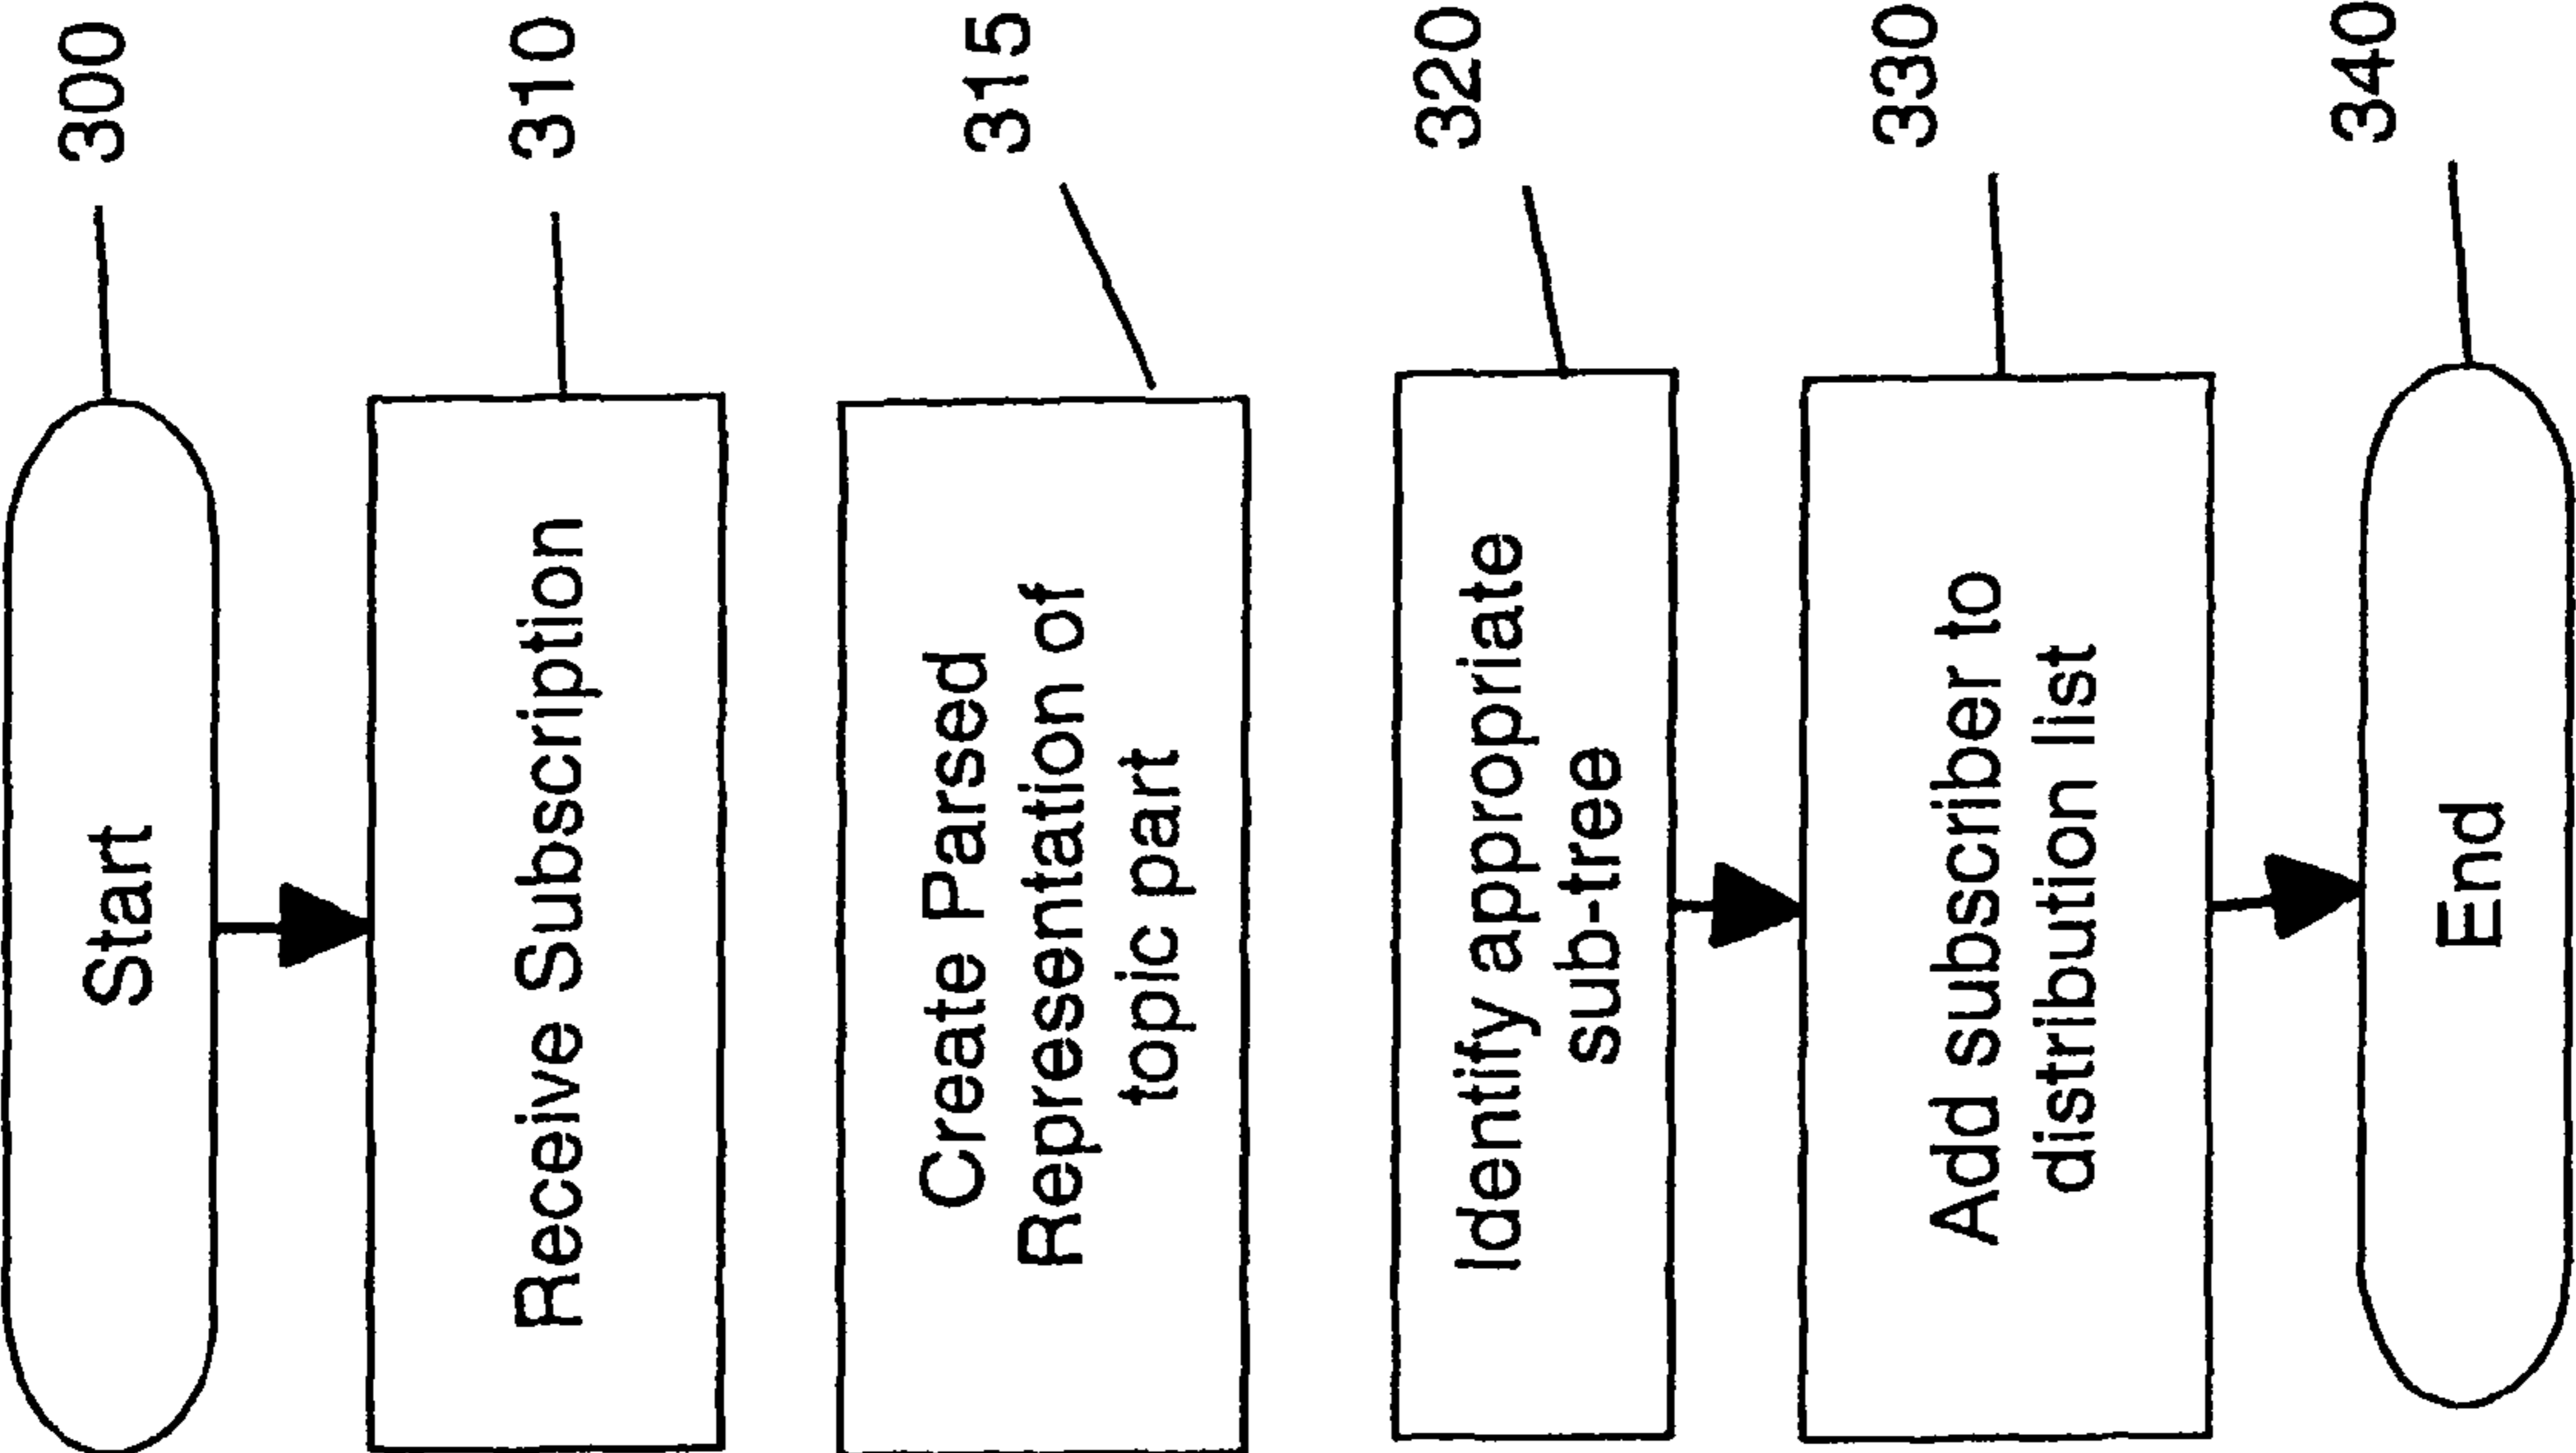 Start
300
Receive Subscription
310
Create Parsed
Representation of
topic part
315
Identify appropriate
sub-tree
320
Add subscriber to
distribution list
330
End
340